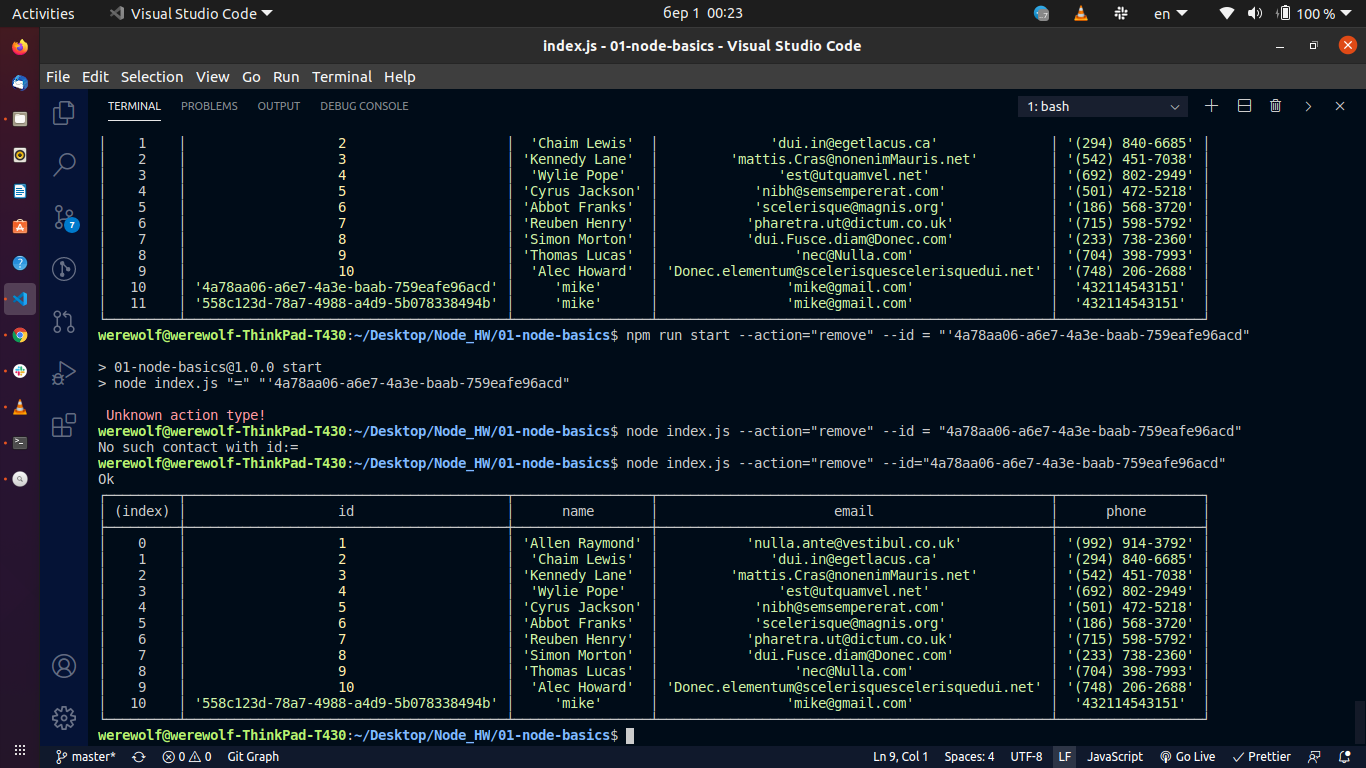 Activities Visual Studio Code бер 1 00:23 en 100 %
index.js - 01-node-basics - Visual Studio Code
File Edit Selection View Go Run Terminal Help
TERMINAL PROBLEMS OUTPUT DEBUG CONSOLE 1: bash
1 2 'Chaim Lewis' 'dui.in@egetlacus.ca' '(294) 840-6685'
2 3 'Kennedy Lane' 'mattis.Cras@nonenimMauris.net' '(542) 451-7038'
3 4 'Wylie Pope' 'est@utquamvel.net' '(692) 802-2949'
4 5 'Cyrus Jackson' 'nibh@semsempererat.com' '(501) 472-5218'
5 6 'Abbot Franks' 'scelerisque@magnis.org' '(186) 568-3720'
6 7 'Reuben Henry' 'pharetra.ut@dictum.co.uk' '(715) 598-5792'
7 8 'Simon Morton' 'dui.Fusce.diam@Donec.com' '(233) 738-2360'
8 9 'Thomas Lucas' 'nec@Nulla.com' '(704) 398-7993'
9 10 'Alec Howard' 'Donec.elementum@scelerisquescelerisquedui.net' '(748) 206-2688'
10 '4a78aa06-a6e7-4a3e-baab-759eafe96acd' 'mike' 'mike@gmail.com' '432114543151'
11 '558c123d-78a7-4988-a4d9-5b078338494b' 'mike' 'mike@gmail.com' '432114543151'
werewolf@werewolf-ThinkPad-T430:~/Desktop/Node_HW/01-node-basics$ npm run start --action="remove" --id = "'4a78aa06-a6e7-4a3e-baab-759eafe96acd"
> 01-node-basics@1.0.0 start
> node index.js "=" "'4a78aa06-a6e7-4a3e-baab-759eafe96acd"
Unknown action type!
werewolf@werewolf-ThinkPad-T430:~/Desktop/Node_HW/01-node-basics$ node index.js --action="remove" --id = "4a78aa06-a6e7-4a3e-baab-759eafe96acd"
No such contact with id:=
werewolf@werewolf-ThinkPad-T430:~/Desktop/Node_HW/01-node-basics$ node index.js --action="remove" --id="4a78aa06-a6e7-4a3e-baab-759eafe96acd"
Ok
(index) id name email phone
0 1 'Allen Raymond' 'nulla.ante@vestibul.co.uk' '(992) 914-3792'
1 2 'Chaim Lewis' 'dui.in@egetlacus.ca' '(294) 840-6685'
2 3 'Kennedy Lane' 'mattis.Cras@nonenimMauris.net' '(542) 451-7038'
3 4 'Wylie Pope' 'est@utquamvel.net' '(692) 802-2949'
4 5 'Cyrus Jackson' 'nibh@semsempererat.com' '(501) 472-5218'
5 6 'Abbot Franks' 'scelerisque@magnis.org' '(186) 568-3720'
6 7 'Reuben Henry' 'pharetra.ut@dictum.co.uk' '(715) 598-5792'
7 8 'Simon Morton' 'dui.Fusce.diam@Donec.com' '(233) 738-2360'
8 9 'Thomas Lucas' 'nec@Nulla.com' '(704) 398-7993'
9 10 'Alec Howard' 'Donec.elementum@scelerisquescelerisquedui.net' '(748) 206-2688'
10 '558c123d-78a7-4988-a4d9-5b078338494b' 'mike' 'mike@gmail.com' '432114543151'
werewolf@werewolf-ThinkPad-T430:~/Desktop/Node_HW/01-node-basics$
7
master* 0 0 Git Graph Ln 9, Col 1 Spaces: 4 UTF-8 LF JavaScript Go Live Prettier